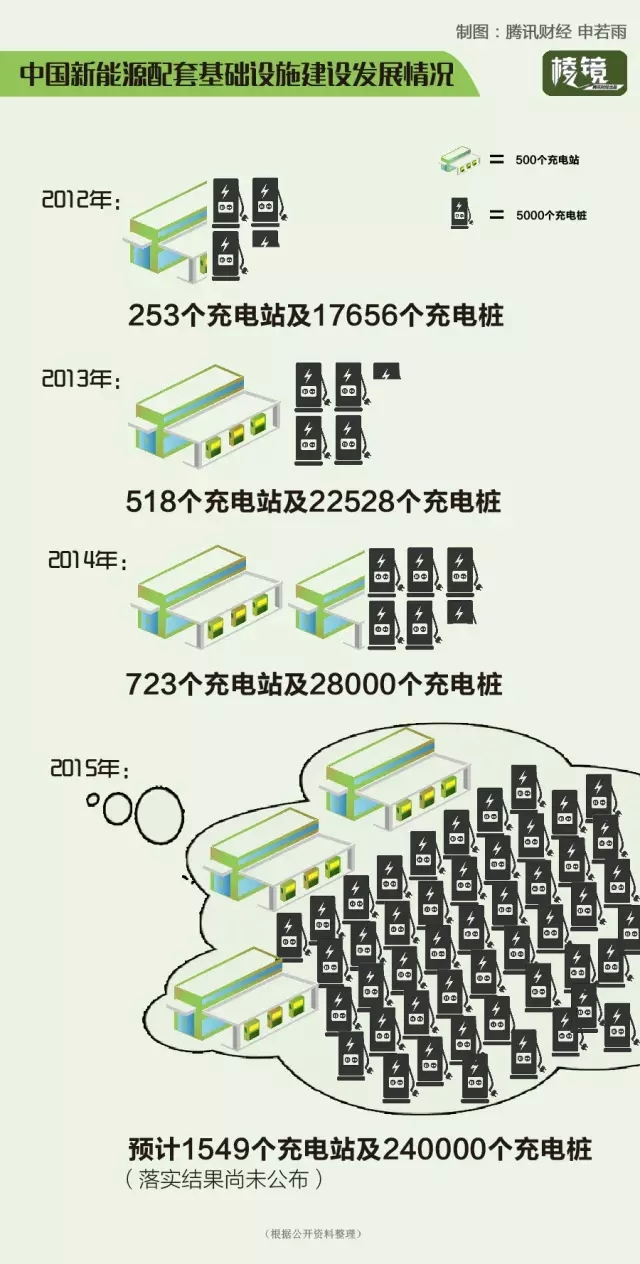 制图：腾讯财经 申若雨
中国新能源配套基础设施建设发展情况
棱镜
= 500个充电站
= 5000个充电桩
2012年：
253个充电站及17656个充电桩
2013年：
518个充电站及22528个充电桩
2014年：
723个充电站及28000个充电桩
2015年：
预计1549个充电站及240000个充电桩
（落实结果尚未公布）
（根据公开资料整理）